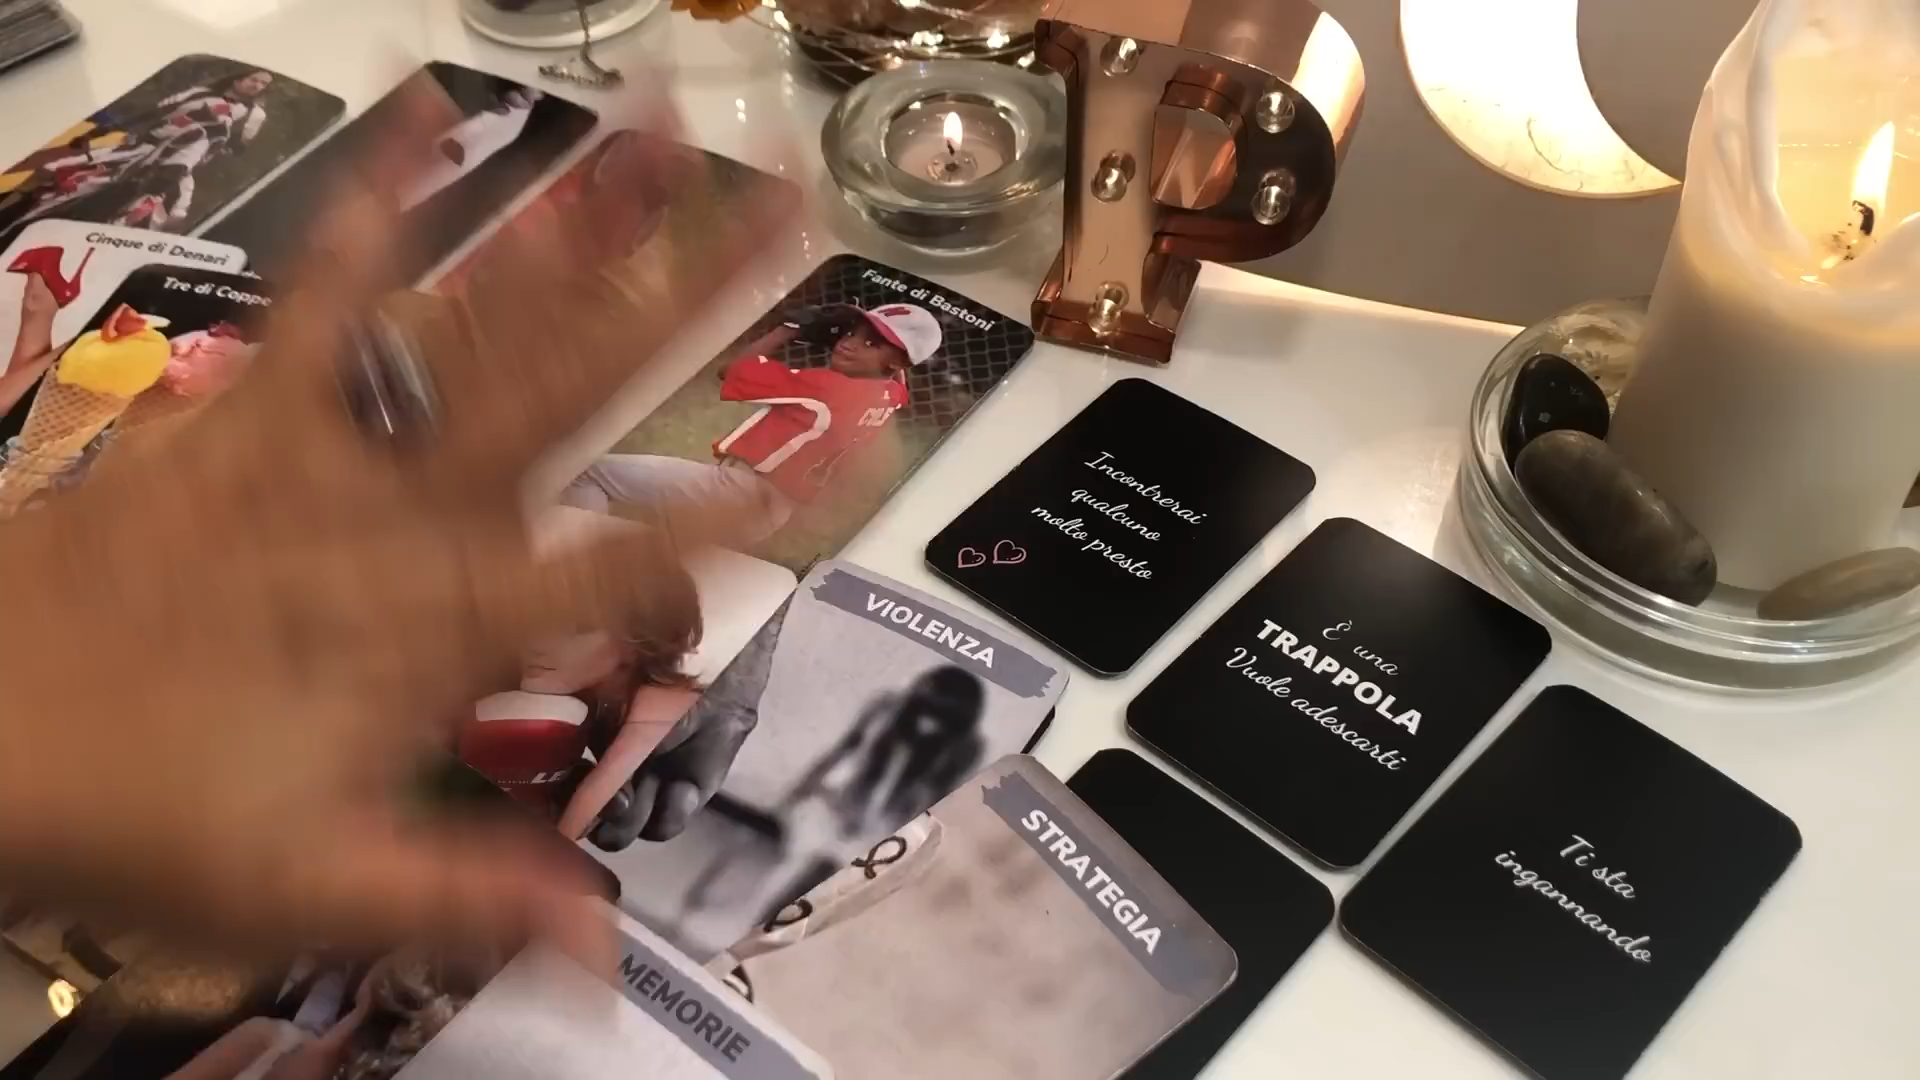 Cinque di Denari
Tre di Coppe
Fante di Bastoni
Incontrerai
qualcuno
molto presto
VIOLENZA
È una
TRAPPOLA
Vuole adescarti
STRATEGIA
Ti sta
ingannando
MEMORIE